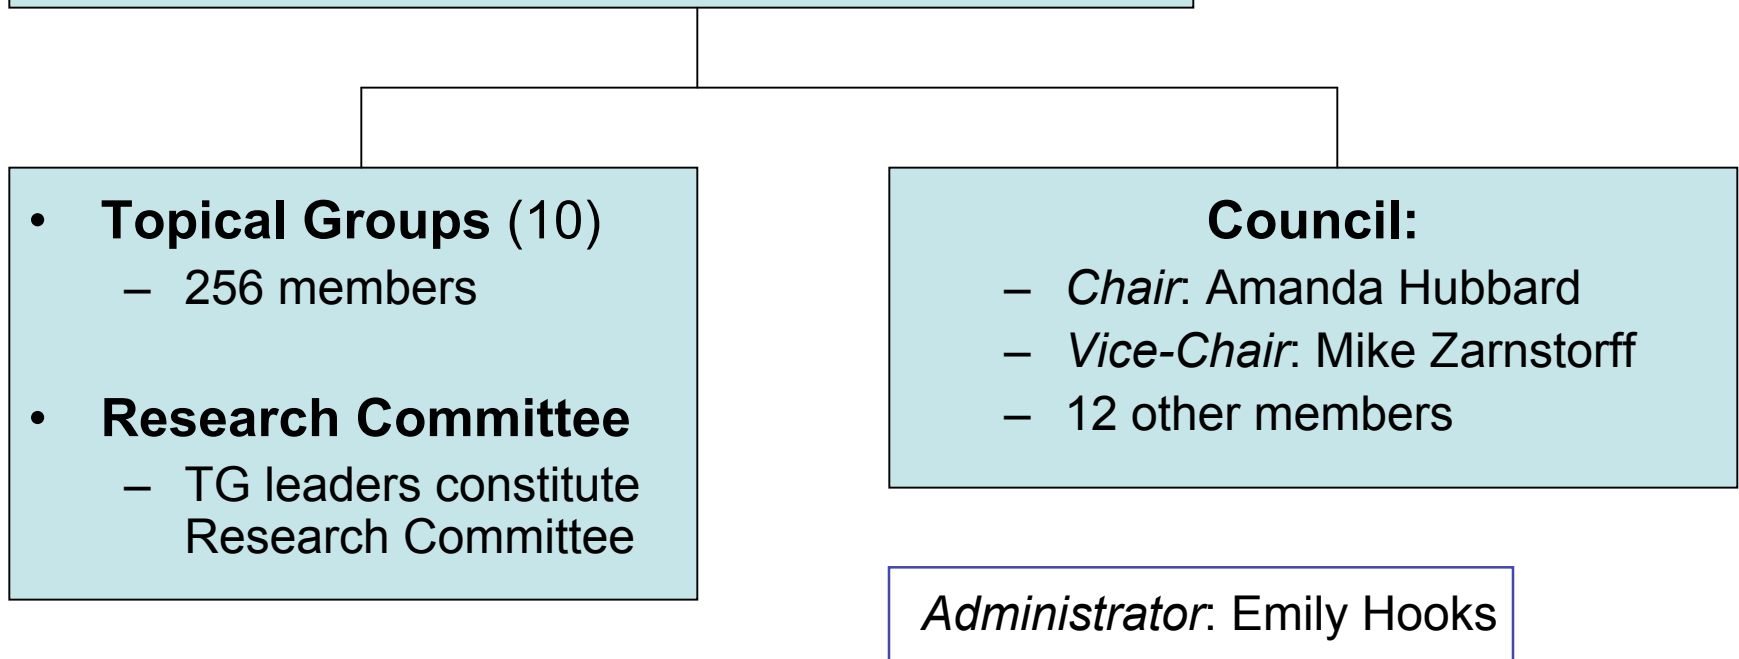 • Topical Groups (10)
– 256 members
• Research Committee
– TG leaders constitute
Research Committee
Council:
– Chair: Amanda Hubbard
– Vice-Chair: Mike Zarnstorff
– 12 other members
Administrator: Emily Hooks